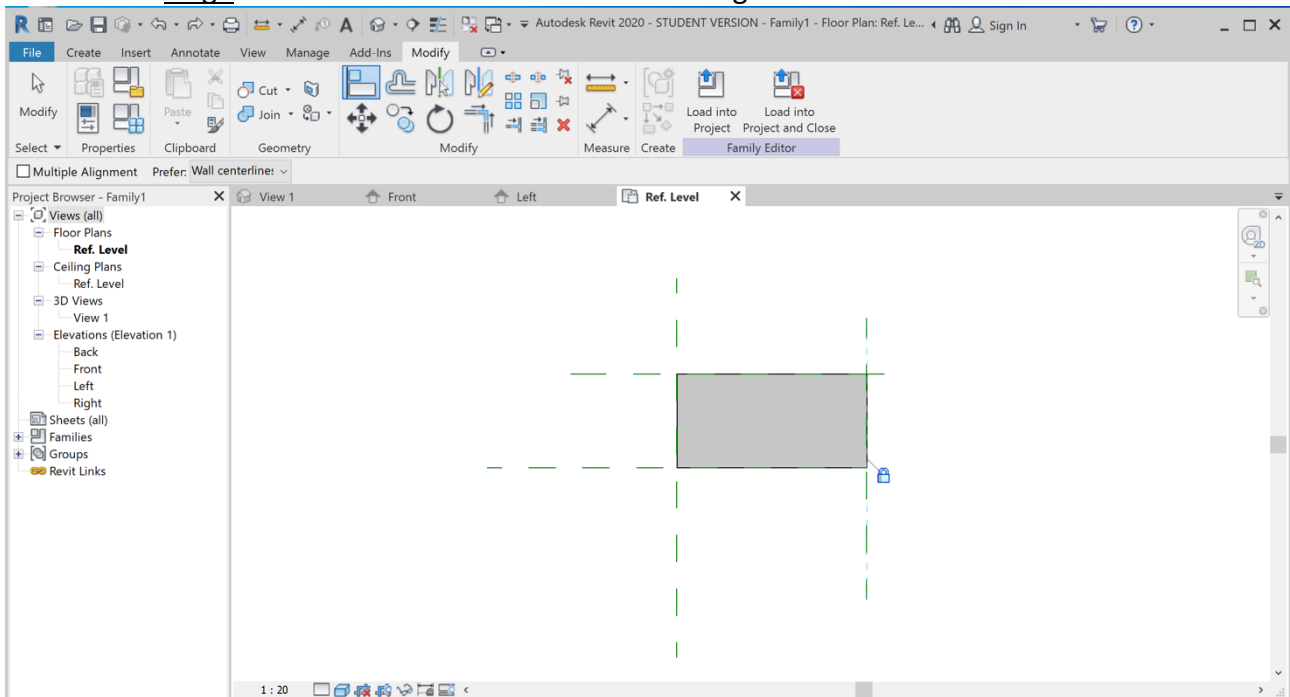 Autodesk Revit 2020 - STUDENT VERSION - Family1 - Floor Plan: Ref. Le... Sign In
File Create Insert Annotate View Manage Add-Ins Modify
Modify Paste Cut Join Load into Project Load into Project and Close
Select Properties Clipboard Geometry Modify Measure Create Family Editor
Multiple Alignment Prefer: Wall centerline:
Project Browser - Family1 View 1 Front Left Ref. Level
Views (all)
Floor Plans
Ref. Level
Ceiling Plans
Ref. Level
3D Views
View 1
Elevations (Elevation 1)
Back
Front
Left
Right
Sheets (all)
Families
Groups
Revit Links
2D
1 : 20